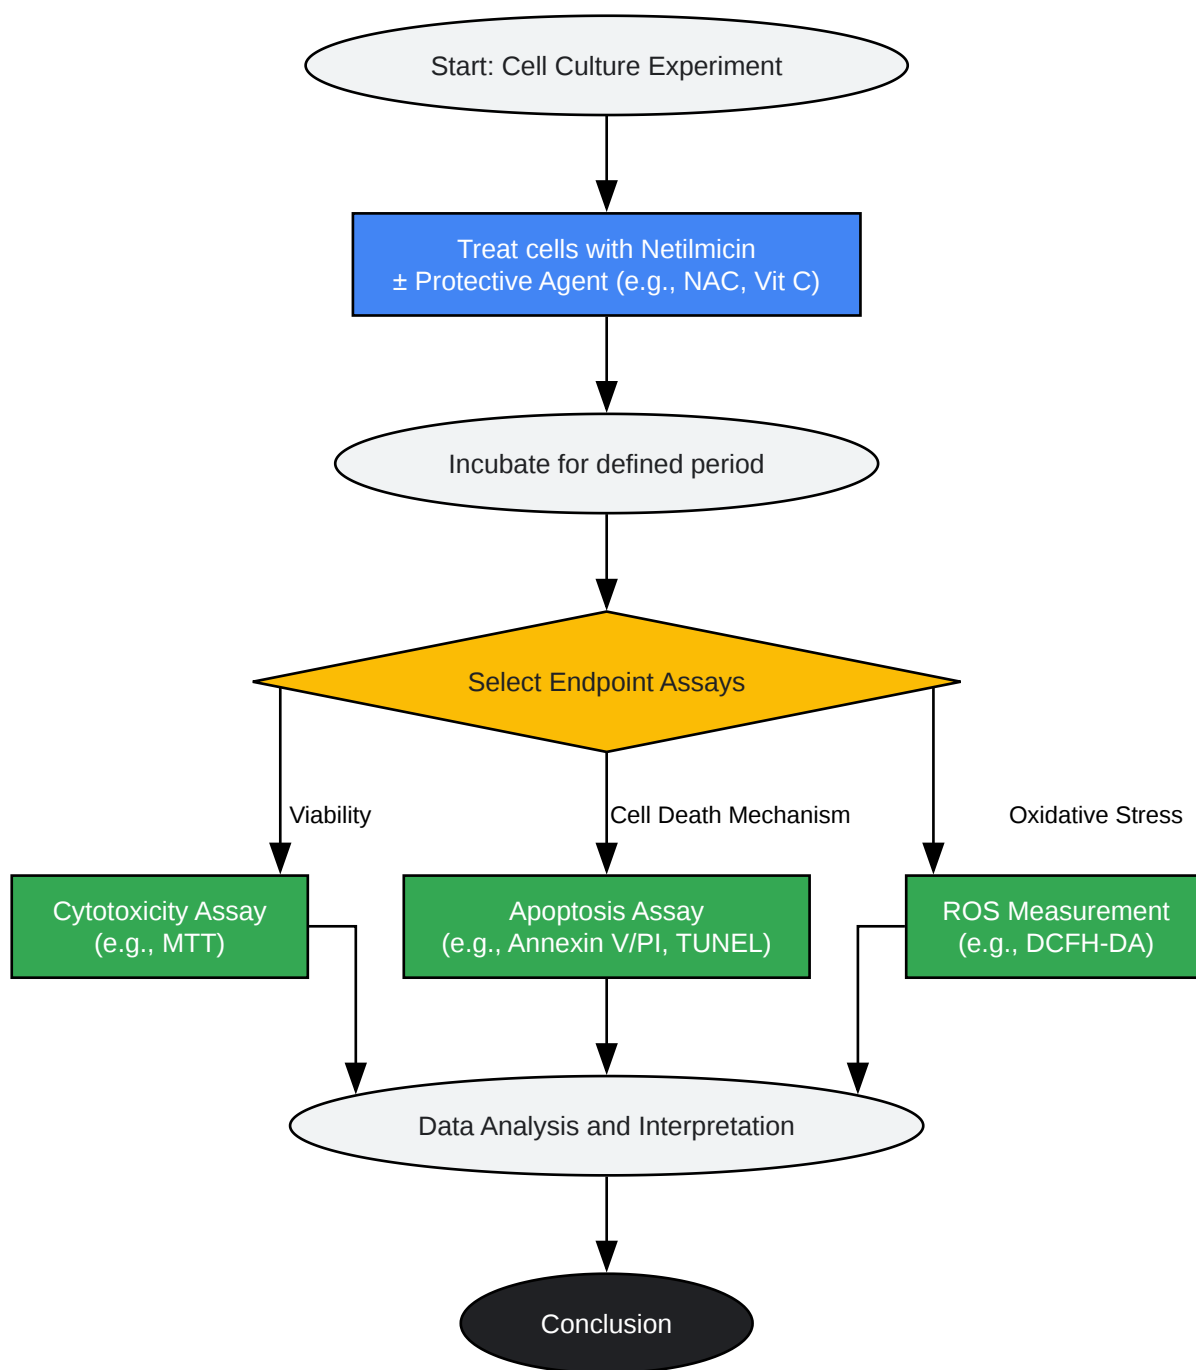 Start: Cell Culture Experiment
Treat cells with Netilmicin
± Protective Agent (e.g., NAC, Vit C)
Incubate for defined period
Select Endpoint Assays
Viability
Cell Death Mechanism
Oxidative Stress
Cytotoxicity Assay
(e.g., MTT)
Apoptosis Assay
(e.g., Annexin V/PI, TUNEL)
ROS Measurement
(e.g., DCFH-DA)
Data Analysis and Interpretation
Conclusion